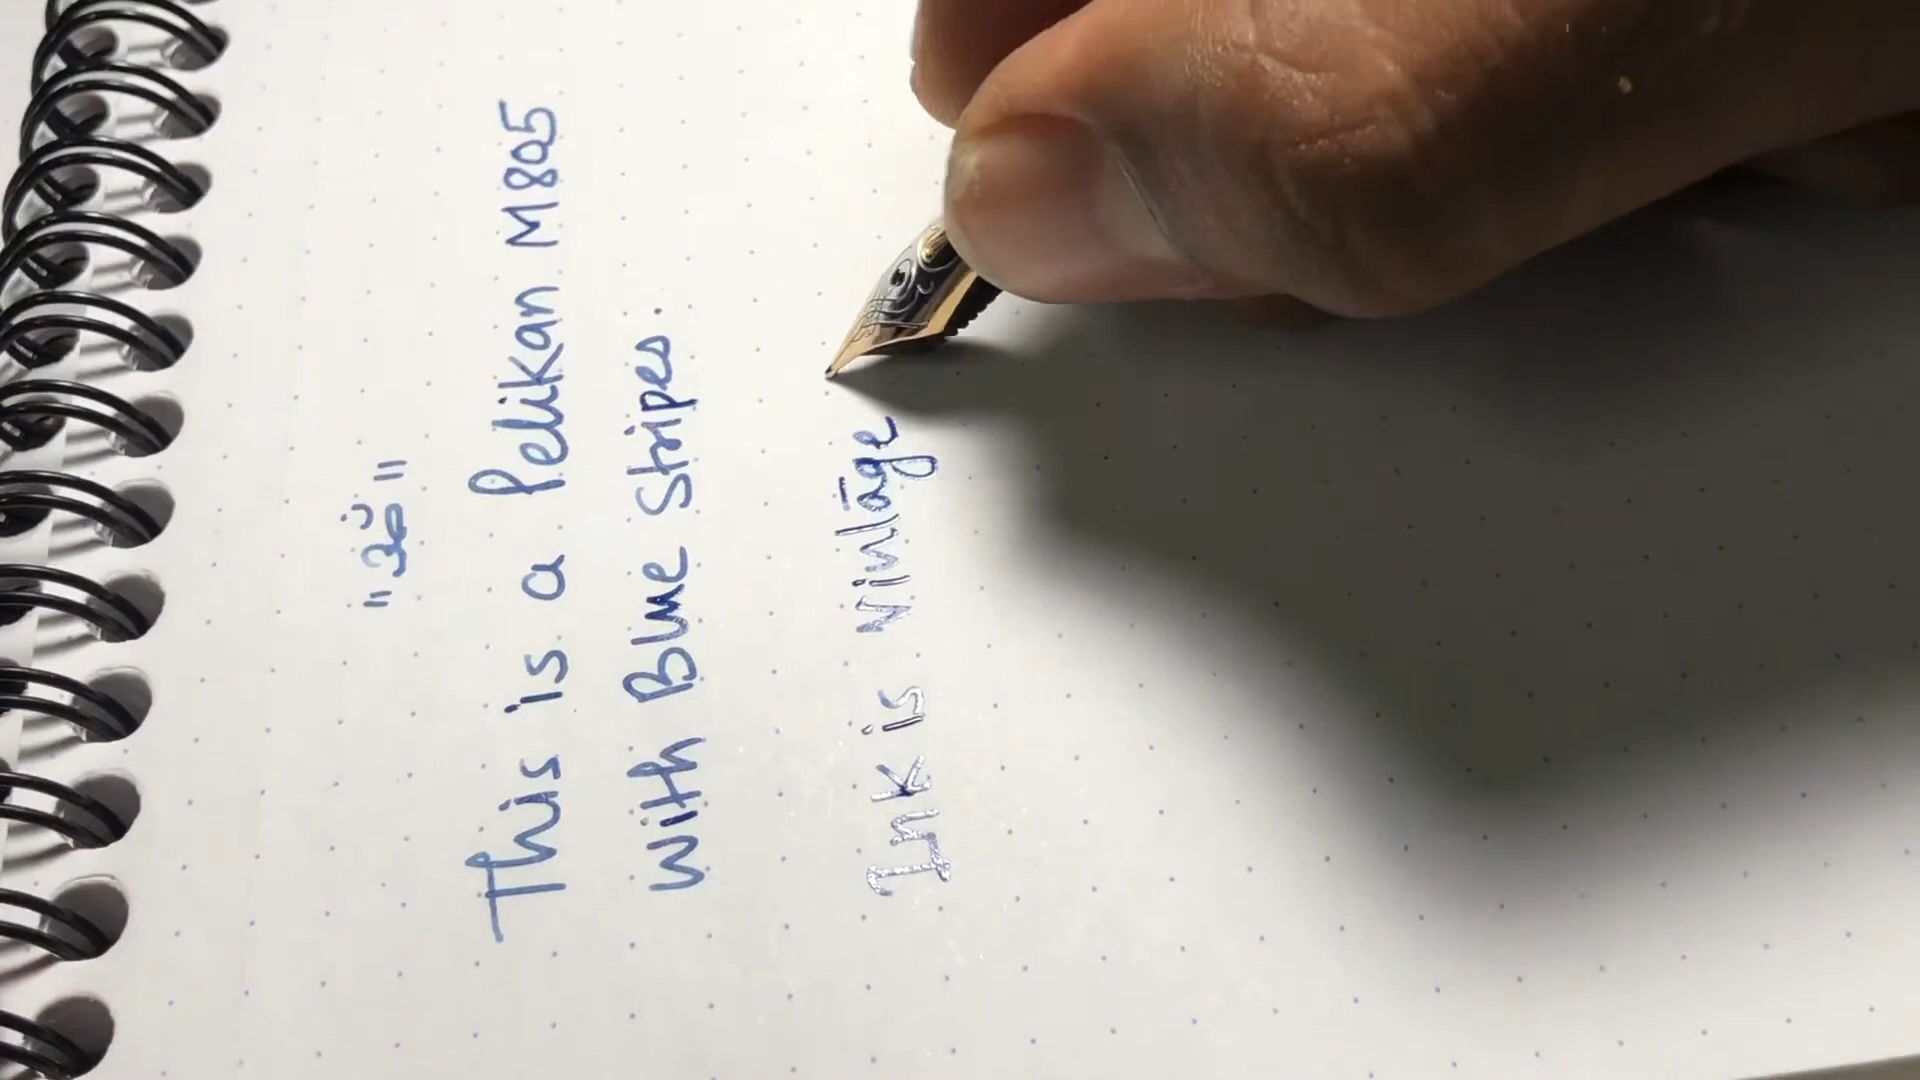 "ॐ"
This is a Pelikan M805
with Blue stripes.
Ink is vintage